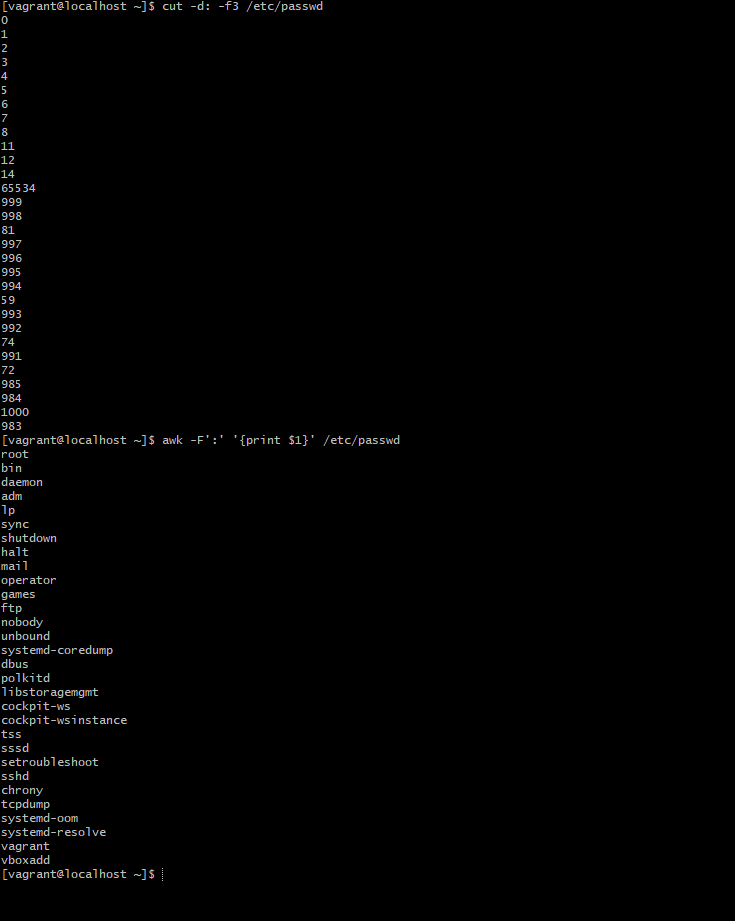 [vagrant@localhost ~]$ cut -d: -f3 /etc/passwd
0
1
2
3
4
5
6
7
8
11
12
14
65534
999
998
81
997
996
995
994
59
993
992
74
991
72
985
984
1000
983
[vagrant@localhost ~]$ awk -F':' '{print $1}' /etc/passwd
root
bin
daemon
adm
lp
sync
shutdown
halt
mail
operator
games
ftp
nobody
unbound
systemd-coredump
dbus
polkitd
libstoragemgmt
cockpit-ws
cockpit-wsinstance
tss
sssd
setroubleshoot
sshd
chrony
tcpdump
systemd-oom
systemd-resolve
vagrant
vboxadd
[vagrant@localhost ~]$